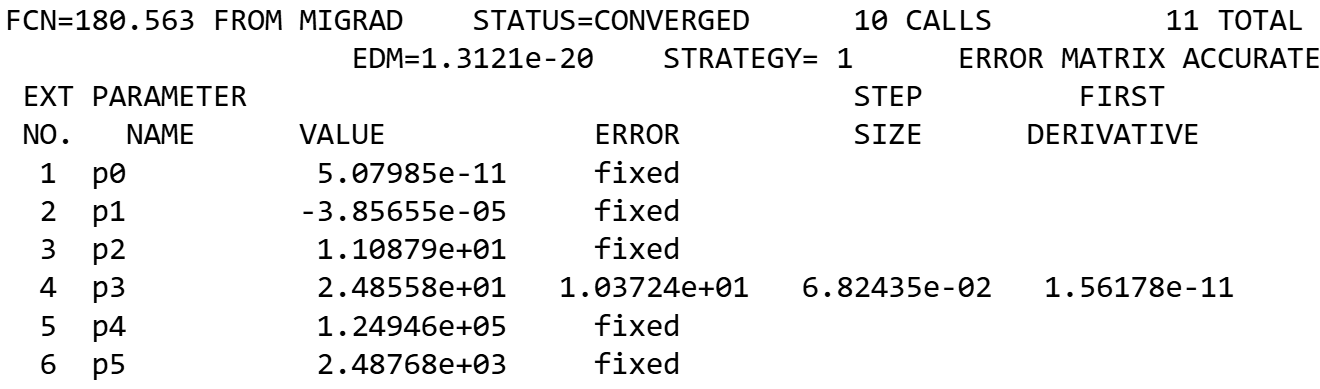 FCN=180.563 FROM MIGRAD    STATUS=CONVERGED      10 CALLS          11 TOTAL
                    EDM=1.3121e-20    STRATEGY= 1      ERROR MATRIX ACCURATE
 EXT PARAMETER                                   STEP         FIRST
 NO.   NAME      VALUE            ERROR          SIZE      DERIVATIVE
  1  p0           5.07985e-11     fixed
  2  p1          -3.85655e-05     fixed
  3  p2           1.10879e+01     fixed
  4  p3           2.48558e+01   1.03724e+01   6.82435e-02   1.56178e-11
  5  p4           1.24946e+05     fixed
  6  p5           2.48768e+03     fixed